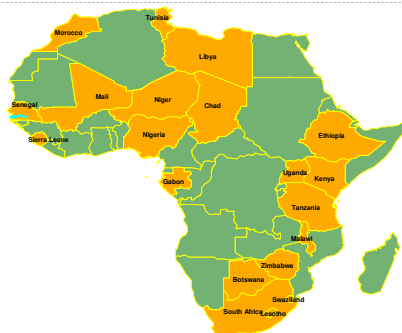 Tunisia
Morocco
Libya
Mali
Niger
Chad
Senegal
Nigeria
Ethiopia
Sierra Leone
Uganda
Kenya
Gabon
Tanzania
Malawi
Zimbabwe
Botswana
Swaziland
South Africa
Lesotho